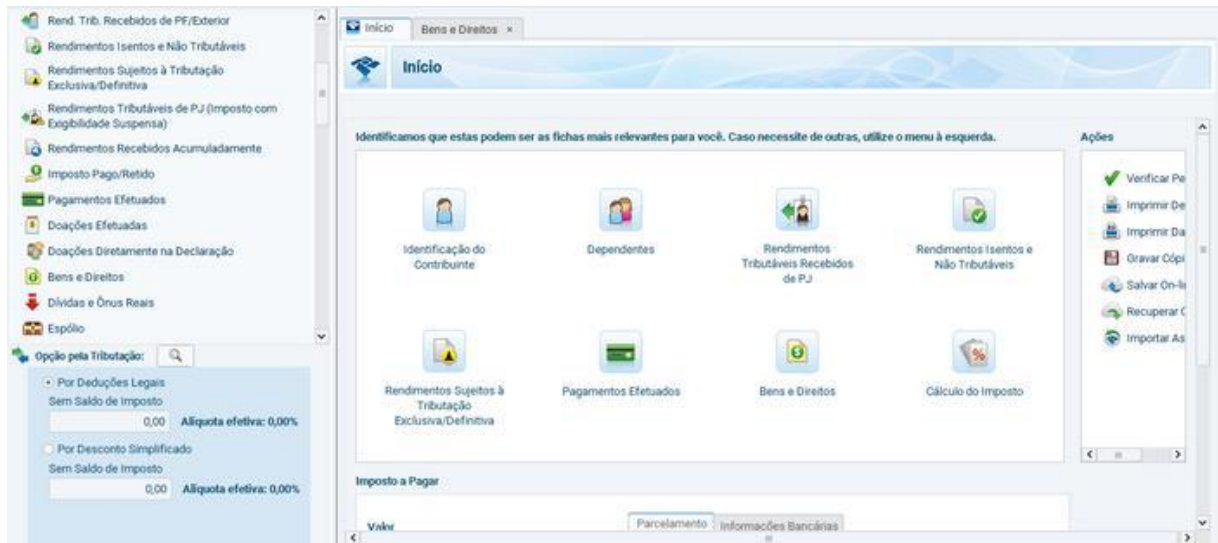 Rend. Trib. Recebidos de PF/Exterior
Rendimentos Isentos e Não Tributáveis
Rendimentos Sujeitos à Tributação
Exclusiva/Definitiva
Rendimentos Tributáveis de PJ (Imposto com
Exigibilidade Suspensa)
Rendimentos Recebidos Acumuladamente
Imposto Pago/Retido
Pagamentos Efetuados
Doações Efetuadas
Doações Diretamente na Declaração
Bens e Direitos
Dívidas e Ônus Reais
Espólio
Opção pela Tributação:
Por Deduções Legais
Sem Saldo de Imposto
0,00 Alíquota efetiva: 0,00%
Por Desconto Simplificado
Sem Saldo de Imposto
0,00 Alíquota efetiva: 0,00%
Início Bens e Direitos ×
Início
Identificamos que estas podem ser as fichas mais relevantes para você. Caso necessite de outras, utilize o menu à esquerda.
Identificação do
Contribuinte
Dependentes
Rendimentos
Tributáveis Recebidos
de PJ
Rendimentos Isentos e
Não Tributáveis
Rendimentos Sujeitos à
Tributação
Exclusiva/Definitiva
Pagamentos Efetuados
Bens e Direitos
Cálculo do Imposto
Ações
Verificar Pe
Imprimir De
Imprimir Da
Gravar Cópi
Salvar On-li
Recuperar C
Importar As
Imposto a Pagar
Valor
Parcelamento Informações Bancárias